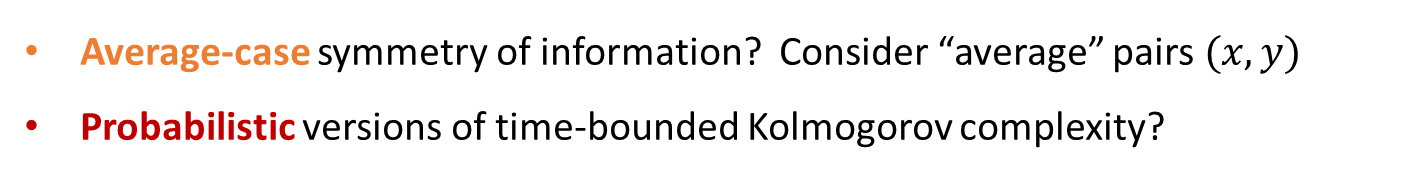 • Average-case symmetry of information? Consider “average” pairs (x, y)
• Probabilistic versions of time-bounded Kolmogorov complexity?